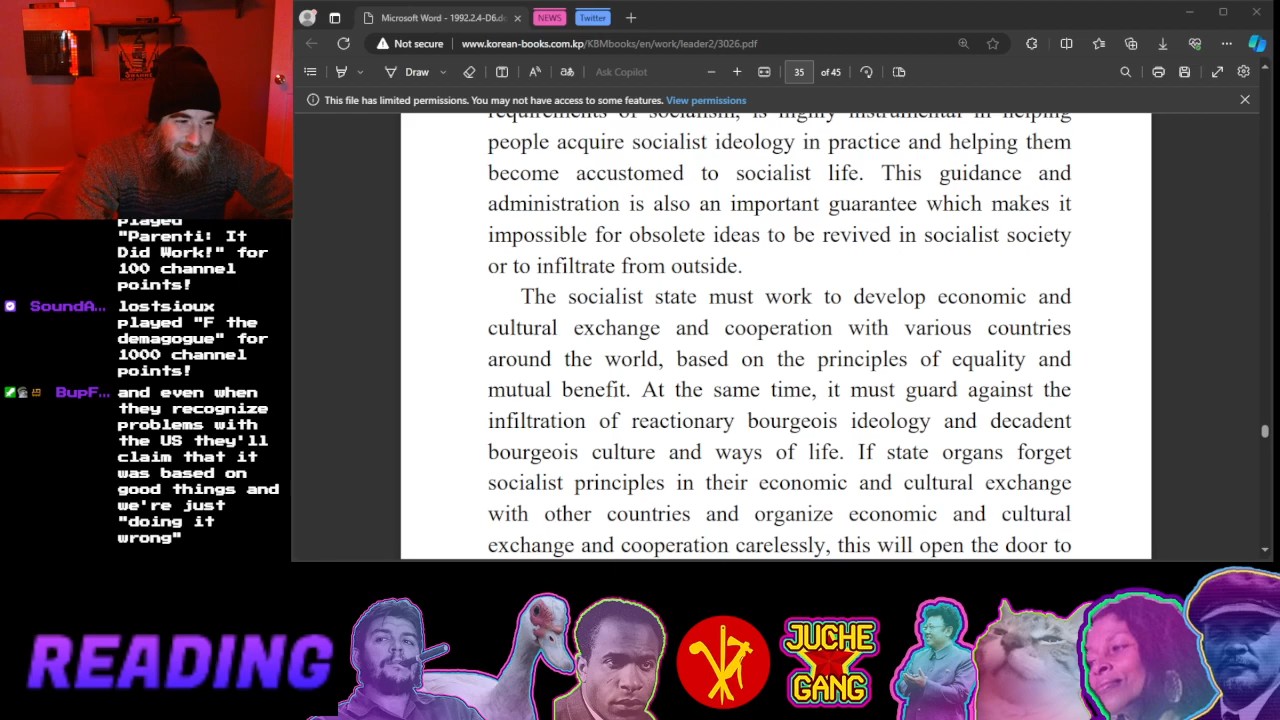 Microsoft Word - 1992.2.4-D6.d
NEWS
Twitter
Not secure
www.korean-books.com.kp/KBMbooks/en/work/leader2/3026.pdf
Draw
Ask Copilot
35
of 45
This file has limited permissions. You may not have access to some features. View permissions
requirements of socialism, is highly instrumental in helping
people acquire socialist ideology in practice and helping them
become accustomed to socialist life. This guidance and
administration is also an important guarantee which makes it
impossible for obsolete ideas to be revived in socialist society
or to infiltrate from outside.
The socialist state must work to develop economic and
cultural exchange and cooperation with various countries
around the world, based on the principles of equality and
mutual benefit. At the same time, it must guard against the
infiltration of reactionary bourgeois ideology and decadent
bourgeois culture and ways of life. If state organs forget
socialist principles in their economic and cultural exchange
with other countries and organize economic and cultural
exchange and cooperation carelessly, this will open the door to
played
"Parenti: It
Did Work!" for
100 channel
points!
SoundA... lostsioux
played "F the
demagogue" for
1000 channel
points!
BupF... and even when
they recognize
problems with
the US they'll
claim that it
was based on
good things and
we're just
"doing it
wrong"
READING
JUCHE
GANG